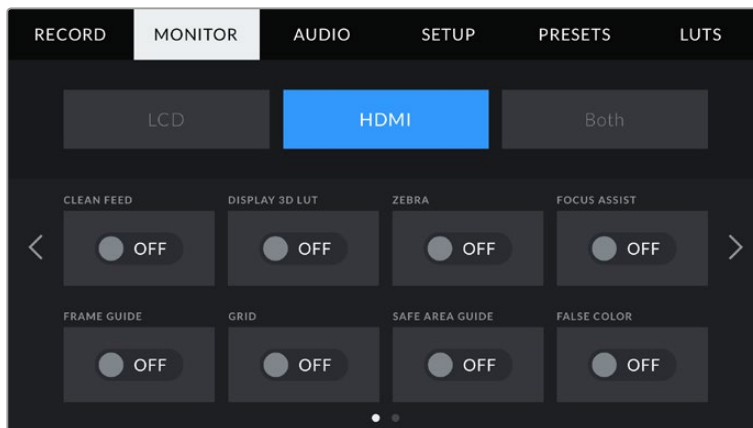 RECORD MONITOR AUDIO SETUP PRESETS LUTS
LCD HDMI Both
CLEAN FEED DISPLAY 3D LUT ZEBRA FOCUS ASSIST
OFF OFF OFF OFF
FRAME GUIDE GRID SAFE AREA GUIDE FALSE COLOR
OFF OFF OFF OFF